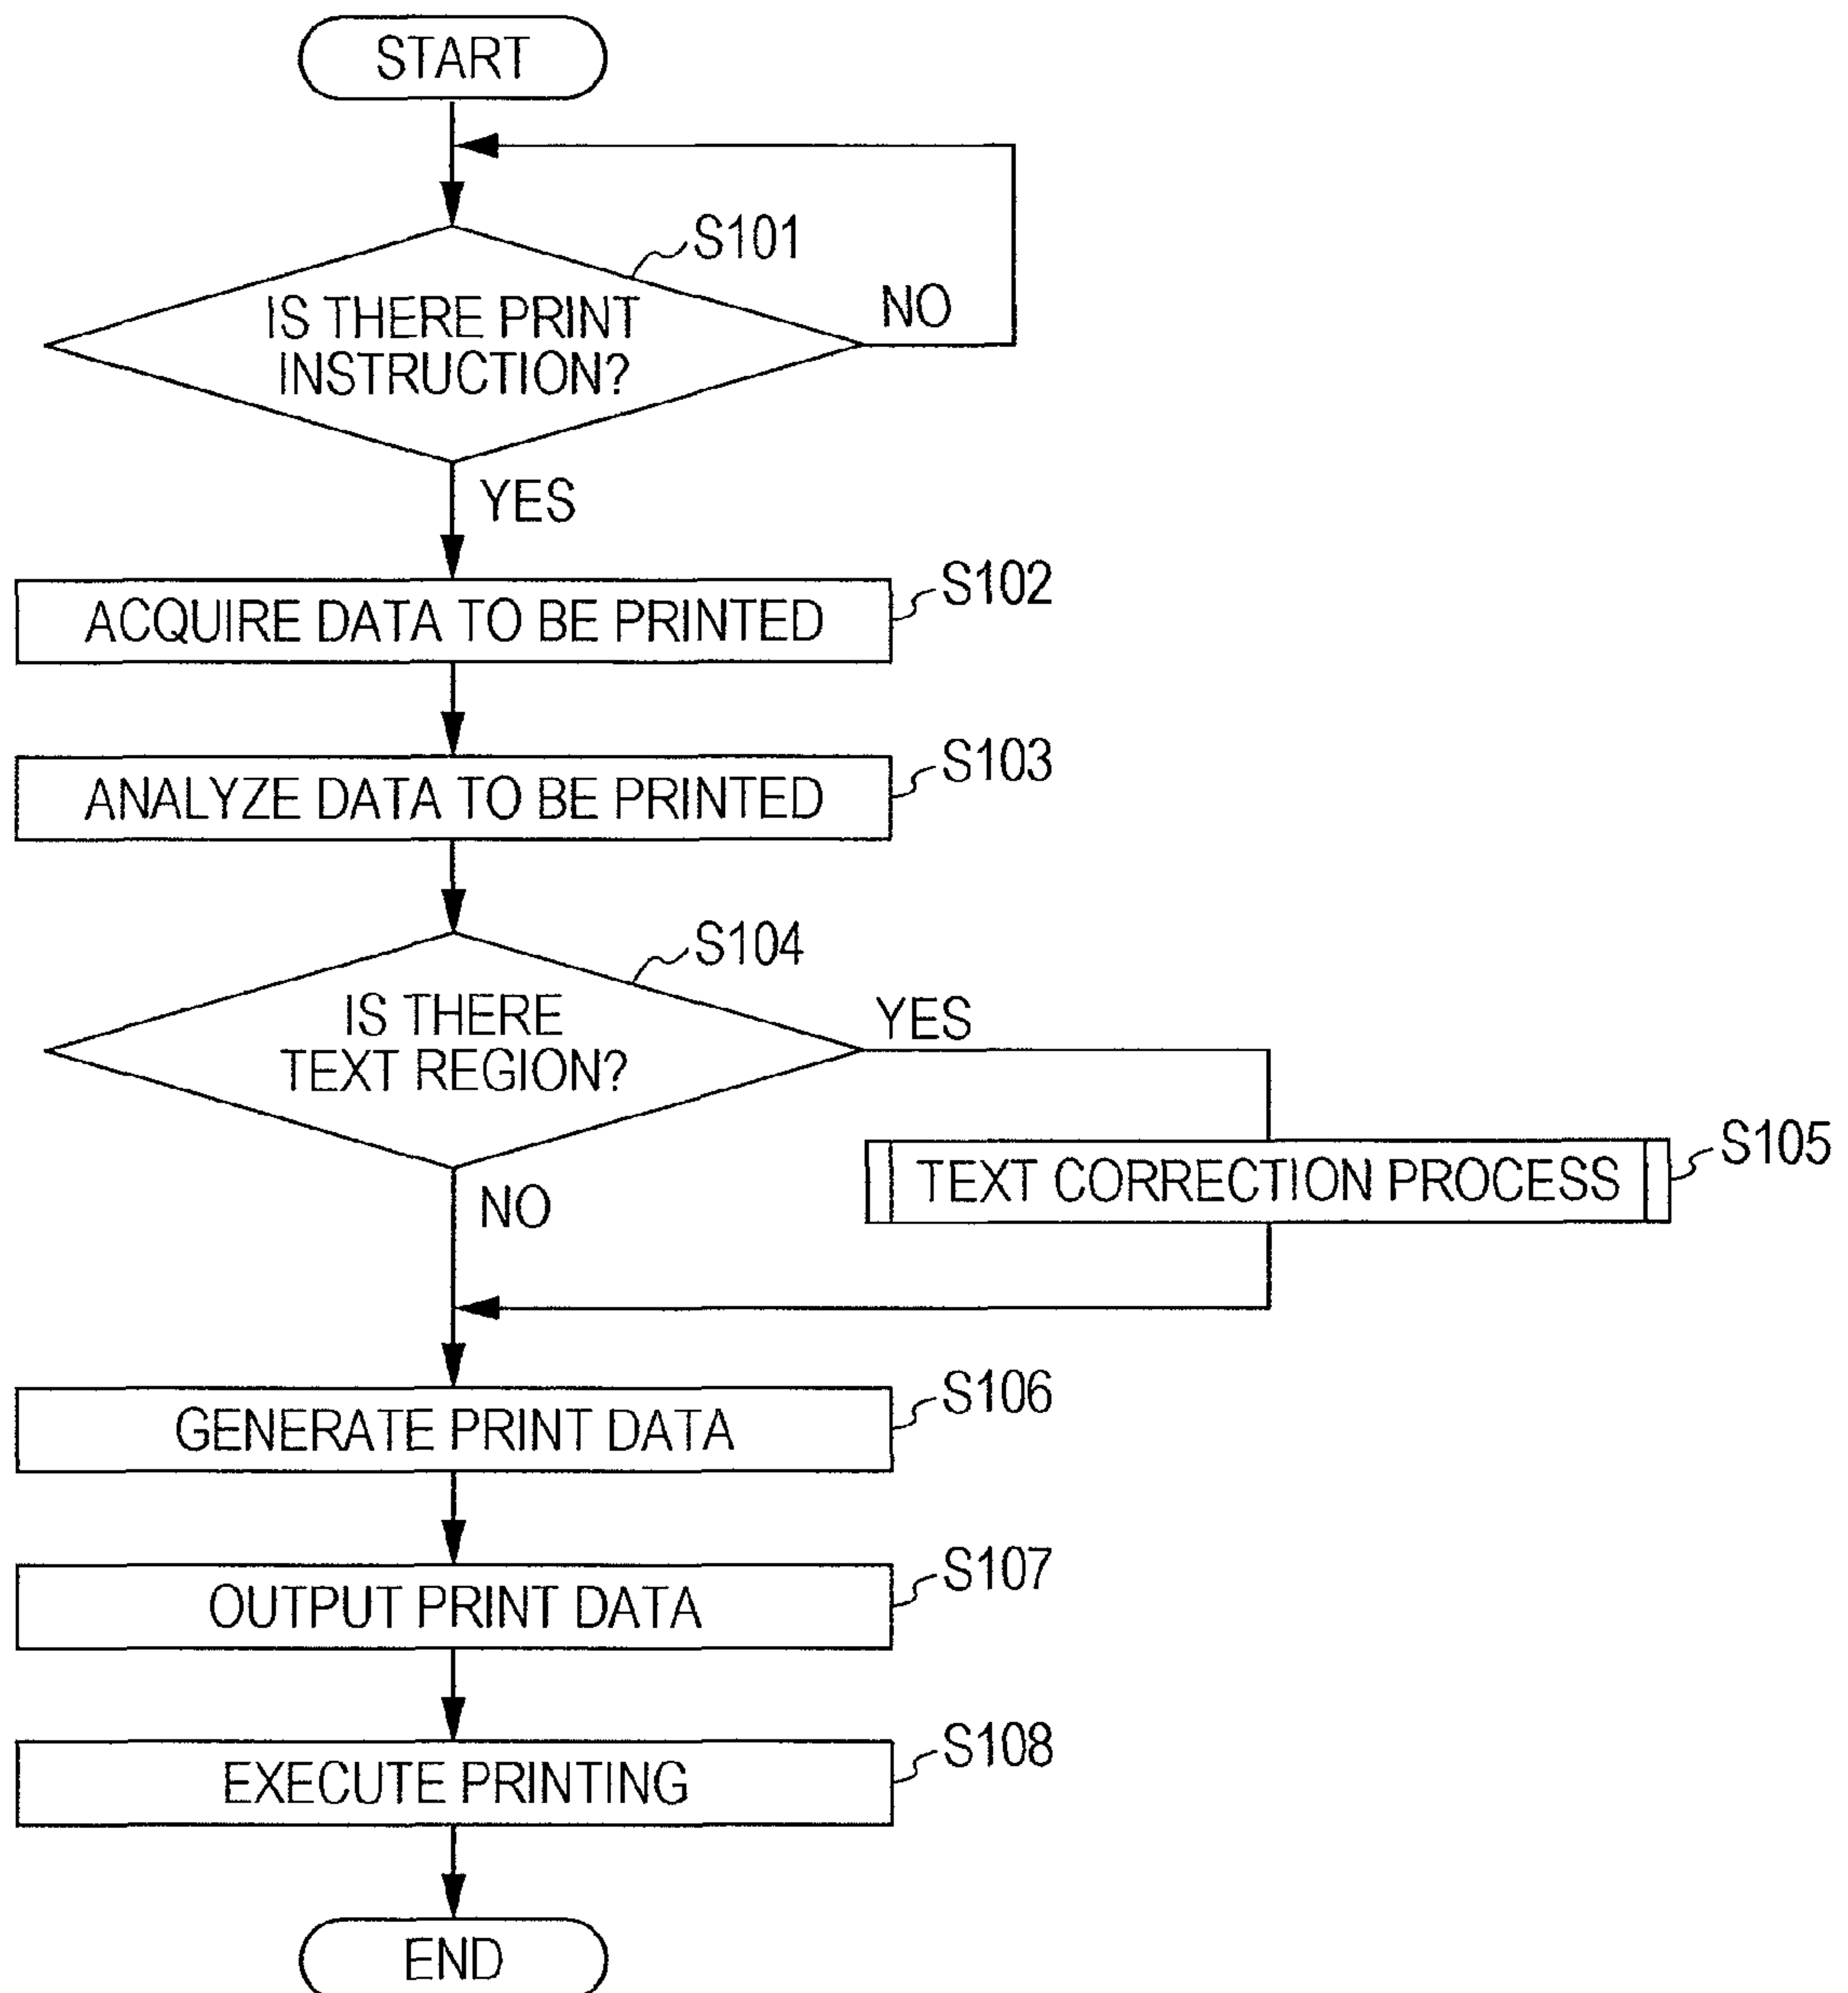 START
S101
IS THERE PRINT
INSTRUCTION?
NO
YES
ACQUIRE DATA TO BE PRINTED
S102
ANALYZE DATA TO BE PRINTED
S103
S104
IS THERE
TEXT REGION?
YES
TEXT CORRECTION PROCESS
S105
NO
GENERATE PRINT DATA
S106
OUTPUT PRINT DATA
S107
EXECUTE PRINTING
S108
END